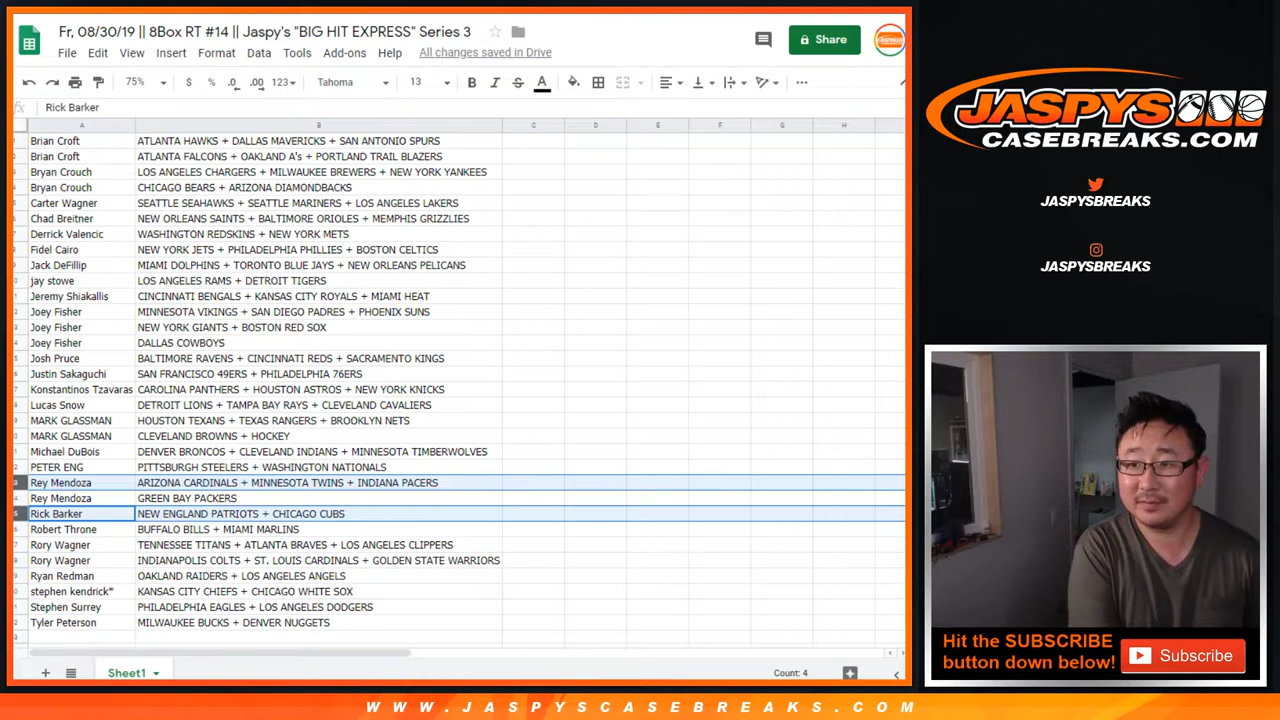 Fr, 08/30/19 || 8Box RT #14 || Jaspy's "BIG HIT EXPRESS" Series 3
Share
File Edit View Insert Format Data Tools Add-ons Help All changes saved in Drive
75% $ % .0 .00 123 Tahoma 13 B I S A
fx Rick Barker
A B C D E F G H
Brian Croft ATLANTA HAWKS + DALLAS MAVERICKS + SAN ANTONIO SPURS
Brian Croft ATLANTA FALCONS + OAKLAND A's + PORTLAND TRAIL BLAZERS
Bryan Crouch LOS ANGELES CHARGERS + MILWAUKEE BREWERS + NEW YORK YANKEES
Bryan Crouch CHICAGO BEARS + ARIZONA DIAMONDBACKS
Carter Wagner SEATTLE SEAHAWKS + SEATTLE MARINERS + LOS ANGELES LAKERS
Chad Breitner NEW ORLEANS SAINTS + BALTIMORE ORIOLES + MEMPHIS GRIZZLIES
Derrick Valencic WASHINGTON REDSKINS + NEW YORK METS
Fidel Cairo NEW YORK JETS + PHILADELPHIA PHILLIES + BOSTON CELTICS
Jack DeFillip MIAMI DOLPHINS + TORONTO BLUE JAYS + NEW ORLEANS PELICANS
jay stowe LOS ANGELES RAMS + DETROIT TIGERS
Jeremy Shiakallis CINCINNATI BENGALS + KANSAS CITY ROYALS + MIAMI HEAT
Joey Fisher MINNESOTA VIKINGS + SAN DIEGO PADRES + PHOENIX SUNS
Joey Fisher NEW YORK GIANTS + BOSTON RED SOX
Joey Fisher DALLAS COWBOYS
Josh Pruce BALTIMORE RAVENS + CINCINNATI REDS + SACRAMENTO KINGS
Justin Sakaguchi SAN FRANCISCO 49ERS + PHILADELPHIA 76ERS
Konstantinos Tzavaras CAROLINA PANTHERS + HOUSTON ASTROS + NEW YORK KNICKS
Lucas Snow DETROIT LIONS + TAMPA BAY RAYS + CLEVELAND CAVALIERS
MARK GLASSMAN HOUSTON TEXANS + TEXAS RANGERS + BROOKLYN NETS
MARK GLASSMAN CLEVELAND BROWNS + HOCKEY
Michael DuBois DENVER BRONCOS + CLEVELAND INDIANS + MINNESOTA TIMBERWOLVES
PETER ENG PITTSBURGH STEELERS + WASHINGTON NATIONALS
Rey Mendoza ARIZONA CARDINALS + MINNESOTA TWINS + INDIANA PACERS
Rey Mendoza GREEN BAY PACKERS
Rick Barker NEW ENGLAND PATRIOTS + CHICAGO CUBS
Robert Throne BUFFALO BILLS + MIAMI MARLINS
Rory Wagner TENNESSEE TITANS + ATLANTA BRAVES + LOS ANGELES CLIPPERS
Rory Wagner INDIANAPOLIS COLTS + ST. LOUIS CARDINALS + GOLDEN STATE WARRIORS
Ryan Redman OAKLAND RAIDERS + LOS ANGELES ANGELS
stephen kendrick* KANSAS CITY CHIEFS + CHICAGO WHITE SOX
Stephen Surrey PHILADELPHIA EAGLES + LOS ANGELES DODGERS
Tyler Peterson MILWAUKEE BUCKS + DENVER NUGGETS
Sheet1
Count: 4
JASPYS
CASEBREAKS.COM
JASPYSBREAKS
JASPYSBREAKS
Hit the SUBSCRIBE
button down below!
Subscribe
WWW.JASPYSCASEBREAKS.COM